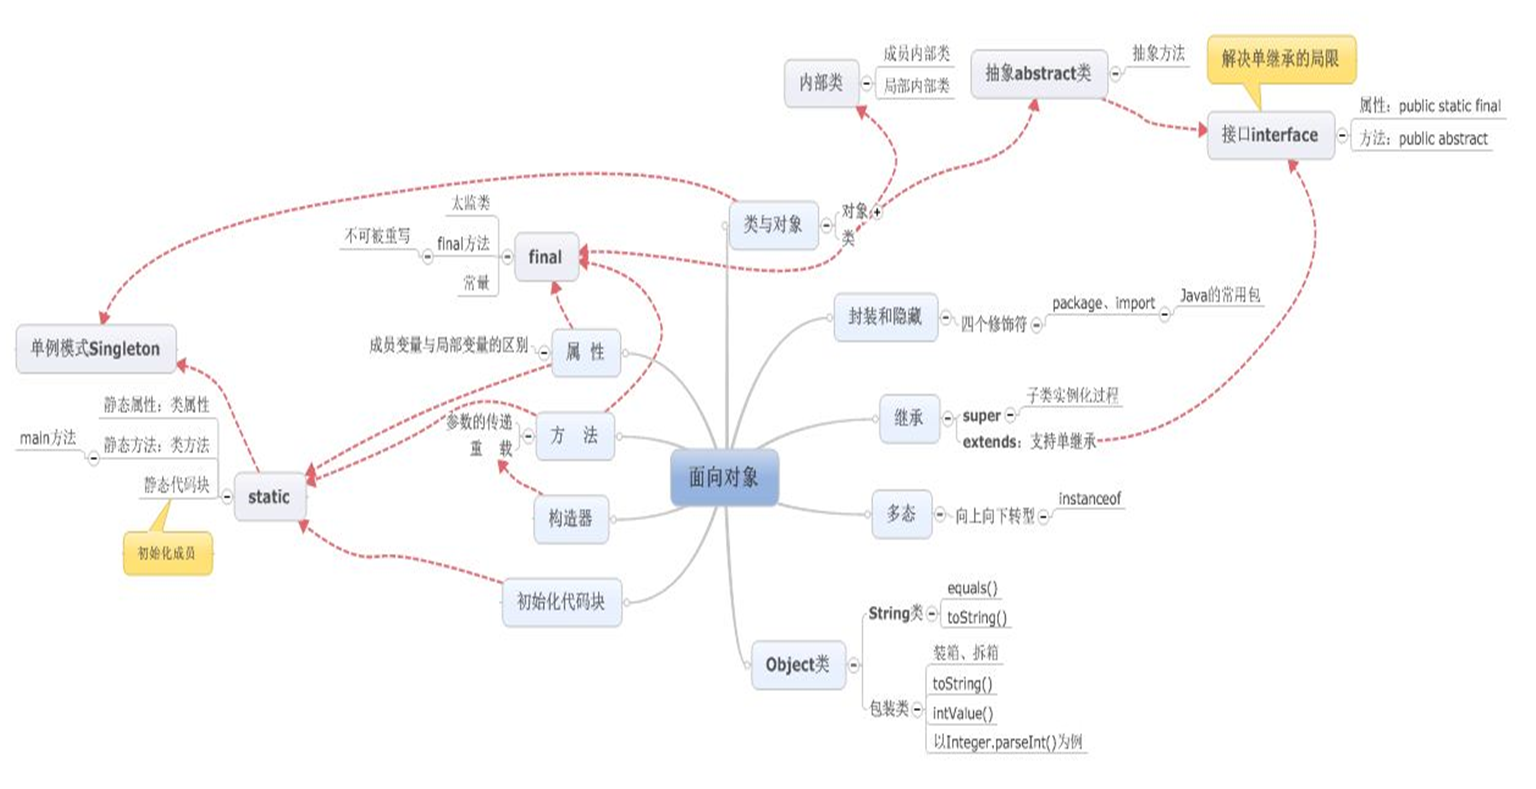 成员内部类
内部类
局部内部类
抽象abstract类
抽象方法
解决单继承的局限
接口interface
属性：public static final
方法：public abstract
类与对象
对象
类
太监类
不可被重写
final方法
final
常量
单例模式Singleton
封装和隐藏
四个修饰符
package、import
Java的常用包
成员变量与局部变量的区别
属 性
静态属性：类属性
main方法
静态方法：类方法
静态代码块
static
初始化成员
参数的传递
重 载
方 法
继承
super
子类实例化过程
extends：支持单继承
面向对象
构造器
多态
向上向下转型
instanceof
初始化代码块
Object类
String类
equals()
toString()
包装类
装箱、拆箱
toString()
intValue()
以Integer.parseInt()为例